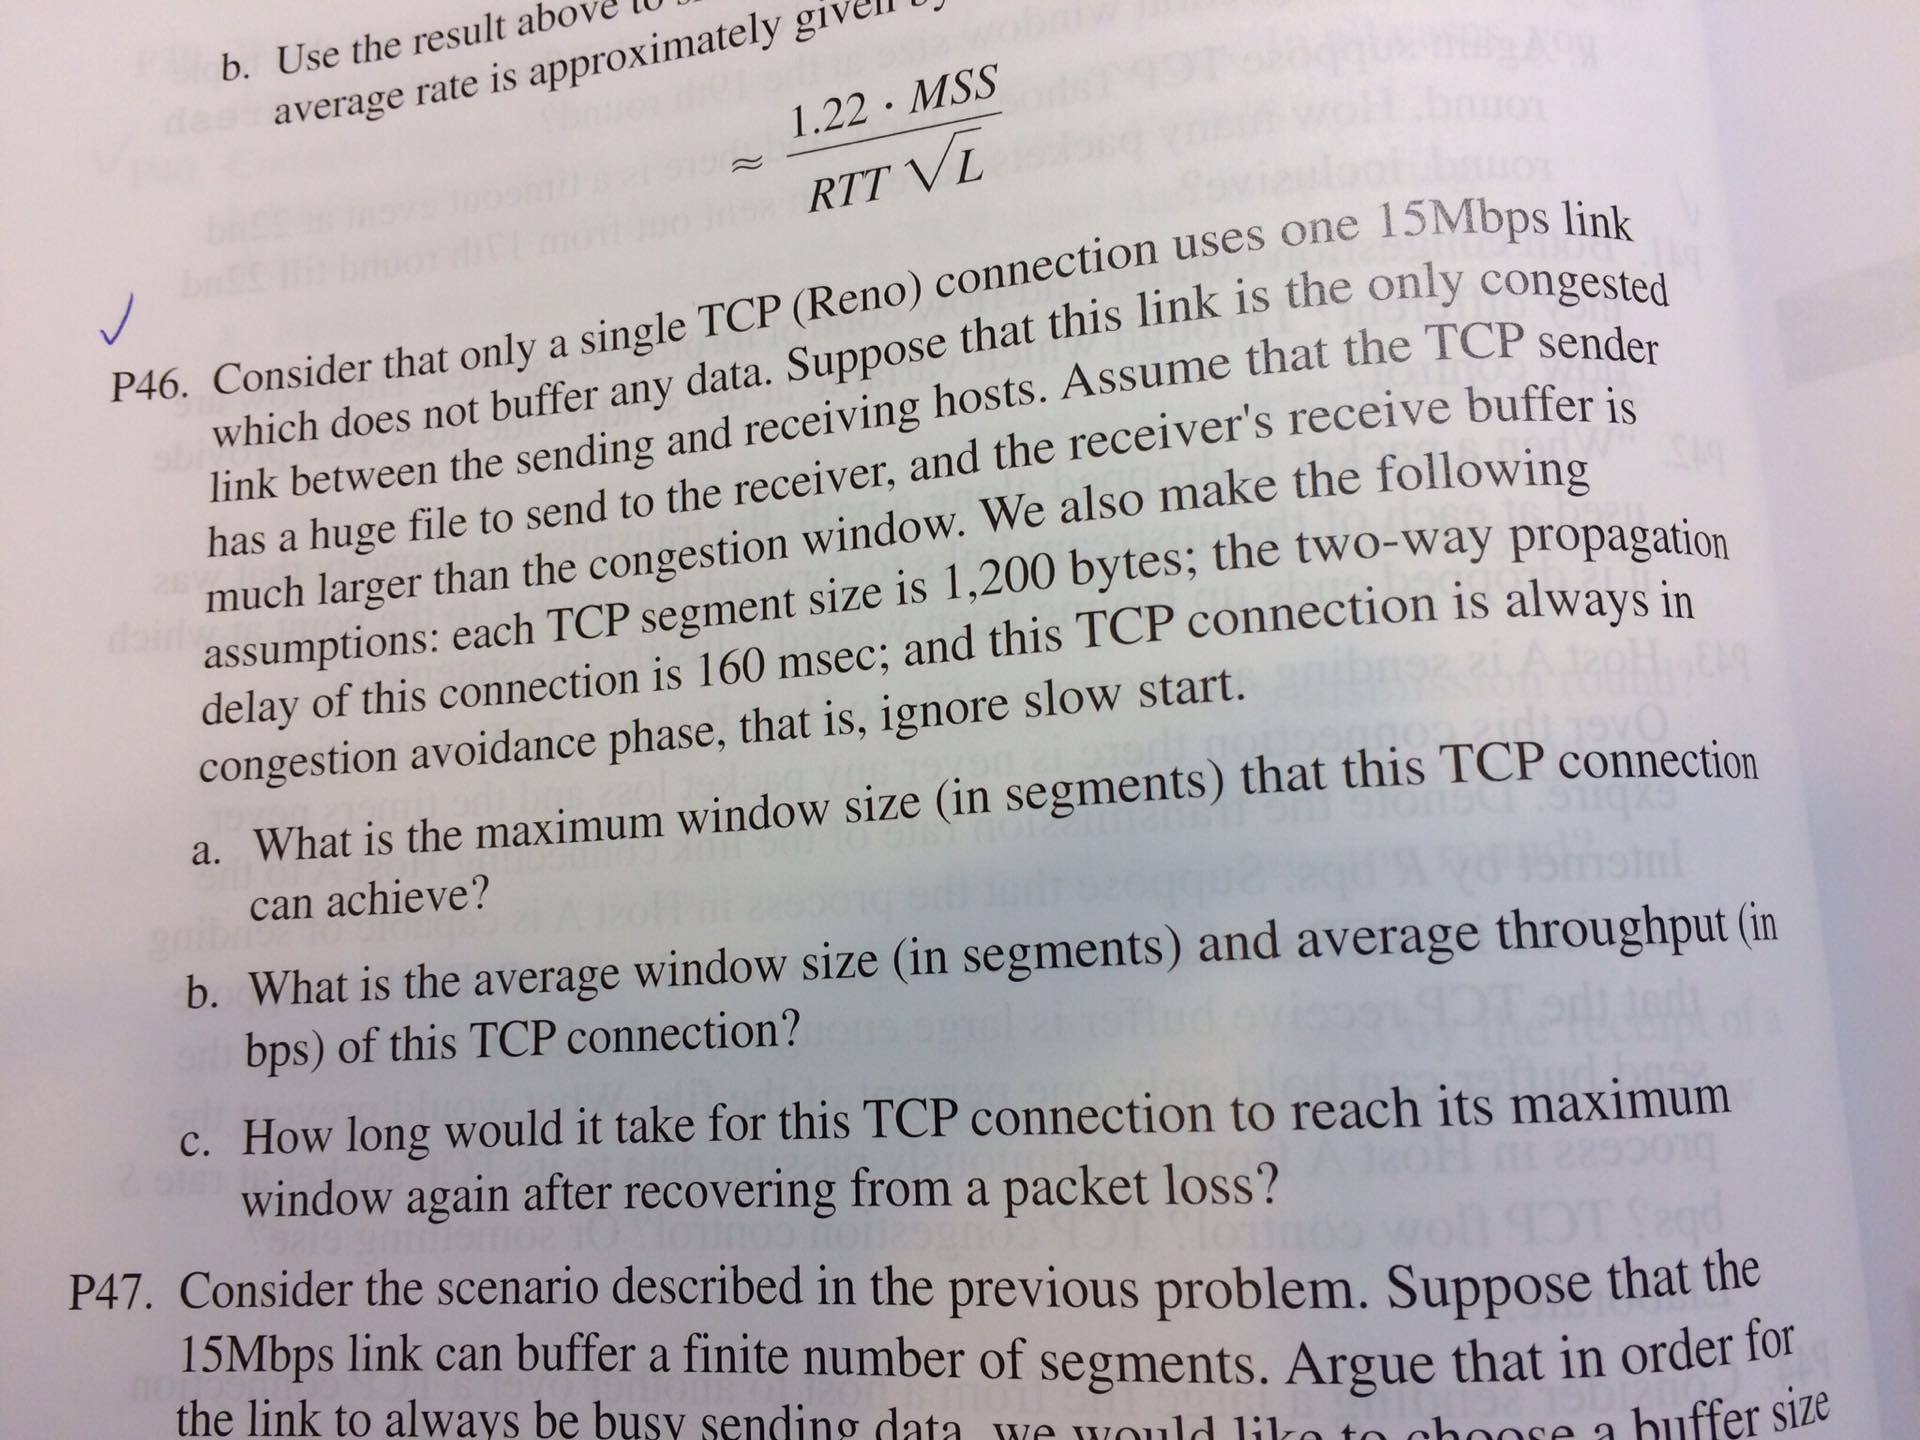 b. Use the result above to
average rate is approximately given
≈ 1.22 · MSS / RTT √L
P46. Consider that only a single TCP (Reno) connection uses one 15Mbps link
which does not buffer any data. Suppose that this link is the only congested
link between the sending and receiving hosts. Assume that the TCP sender
has a huge file to send to the receiver, and the receiver's receive buffer is
much larger than the congestion window. We also make the following
assumptions: each TCP segment size is 1,200 bytes; the two-way propagation
delay of this connection is 160 msec; and this TCP connection is always in
congestion avoidance phase, that is, ignore slow start.
a. What is the maximum window size (in segments) that this TCP connection
can achieve?
b. What is the average window size (in segments) and average throughput (in
bps) of this TCP connection?
c. How long would it take for this TCP connection to reach its maximum
window again after recovering from a packet loss?
P47. Consider the scenario described in the previous problem. Suppose that the
15Mbps link can buffer a finite number of segments. Argue that in order for
the link to always be busy sending data, we would like to choose a buffer size